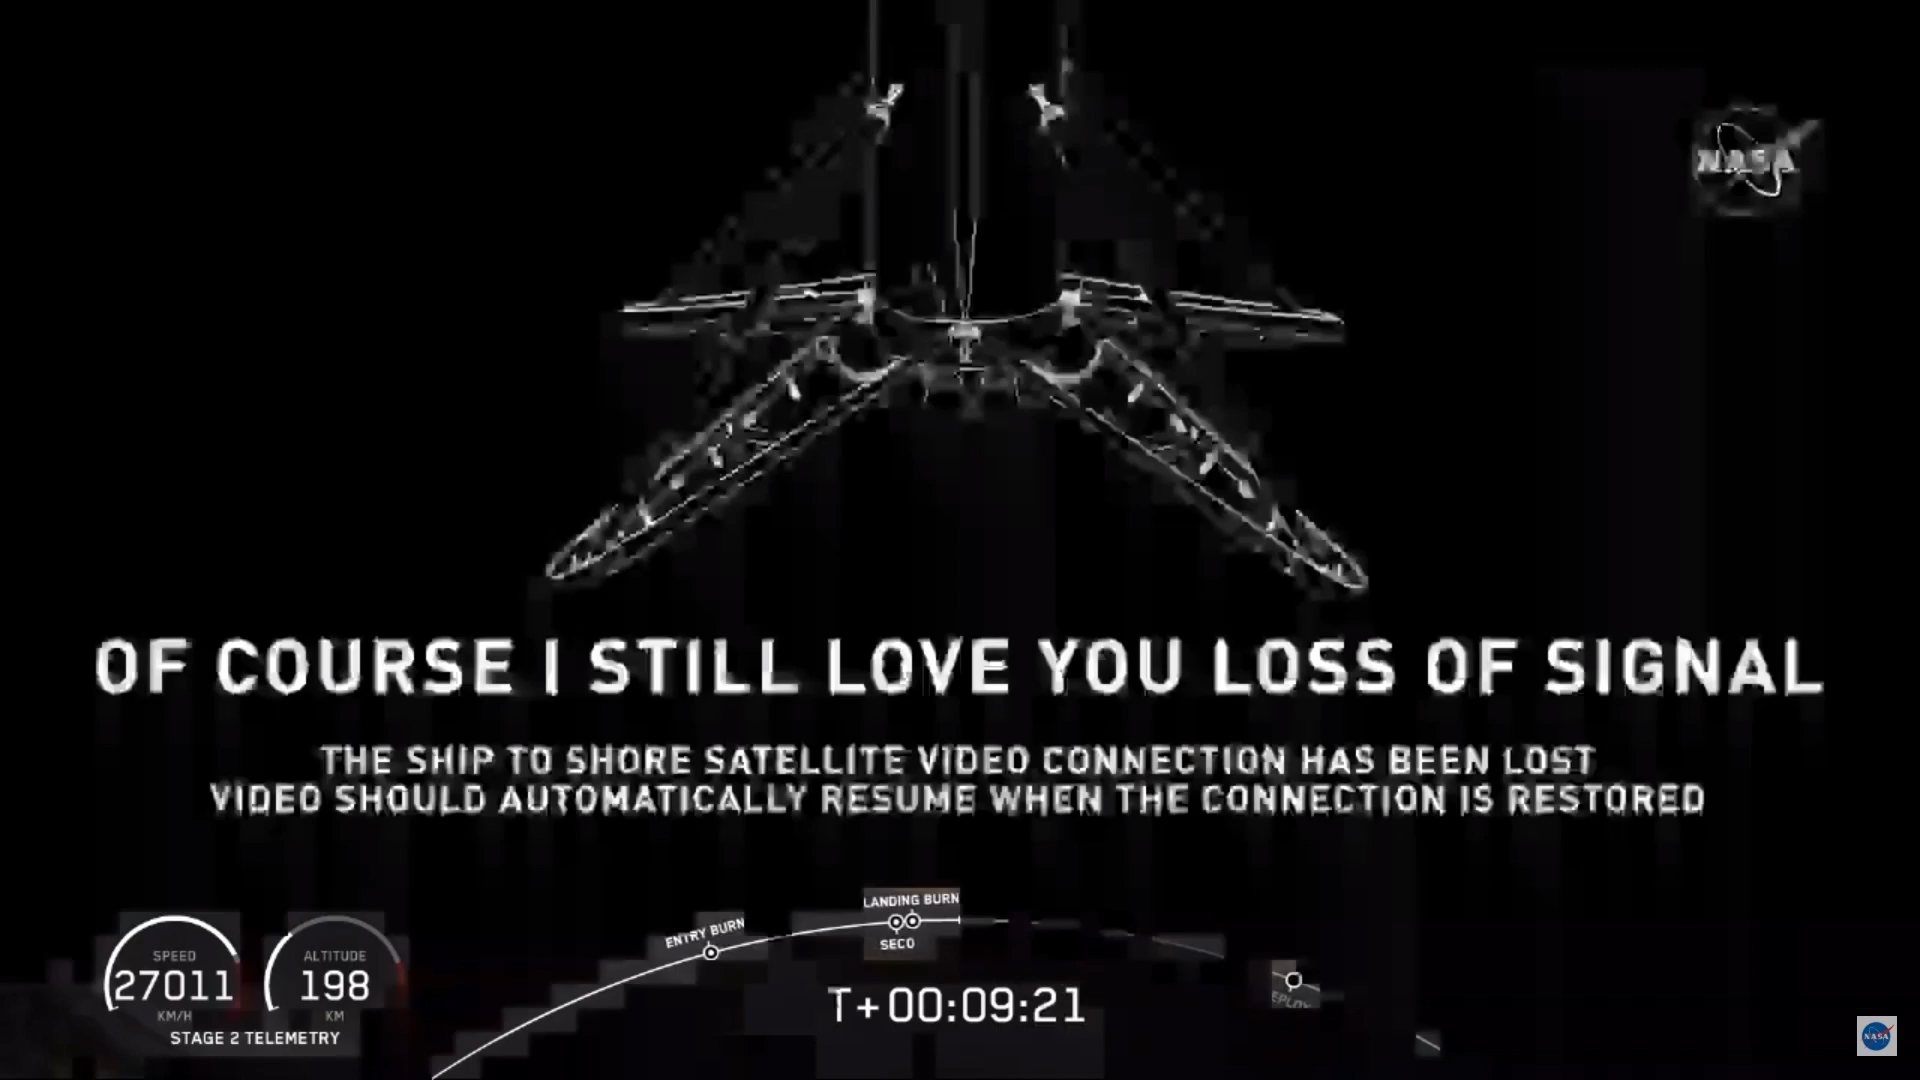 NASA
OF COURSE I STILL LOVE YOU LOSS OF SIGNAL
THE SHIP TO SHORE SATELLITE VIDEO CONNECTION HAS BEEN LOST
VIDEO SHOULD AUTOMATICALLY RESUME WHEN THE CONNECTION IS RESTORED
LANDING BURN
ENTRY BURN
SECO
SPEED
27011
KM/H
ALTITUDE
198
KM
STAGE 2 TELEMETRY
T+00:09:21
NASA